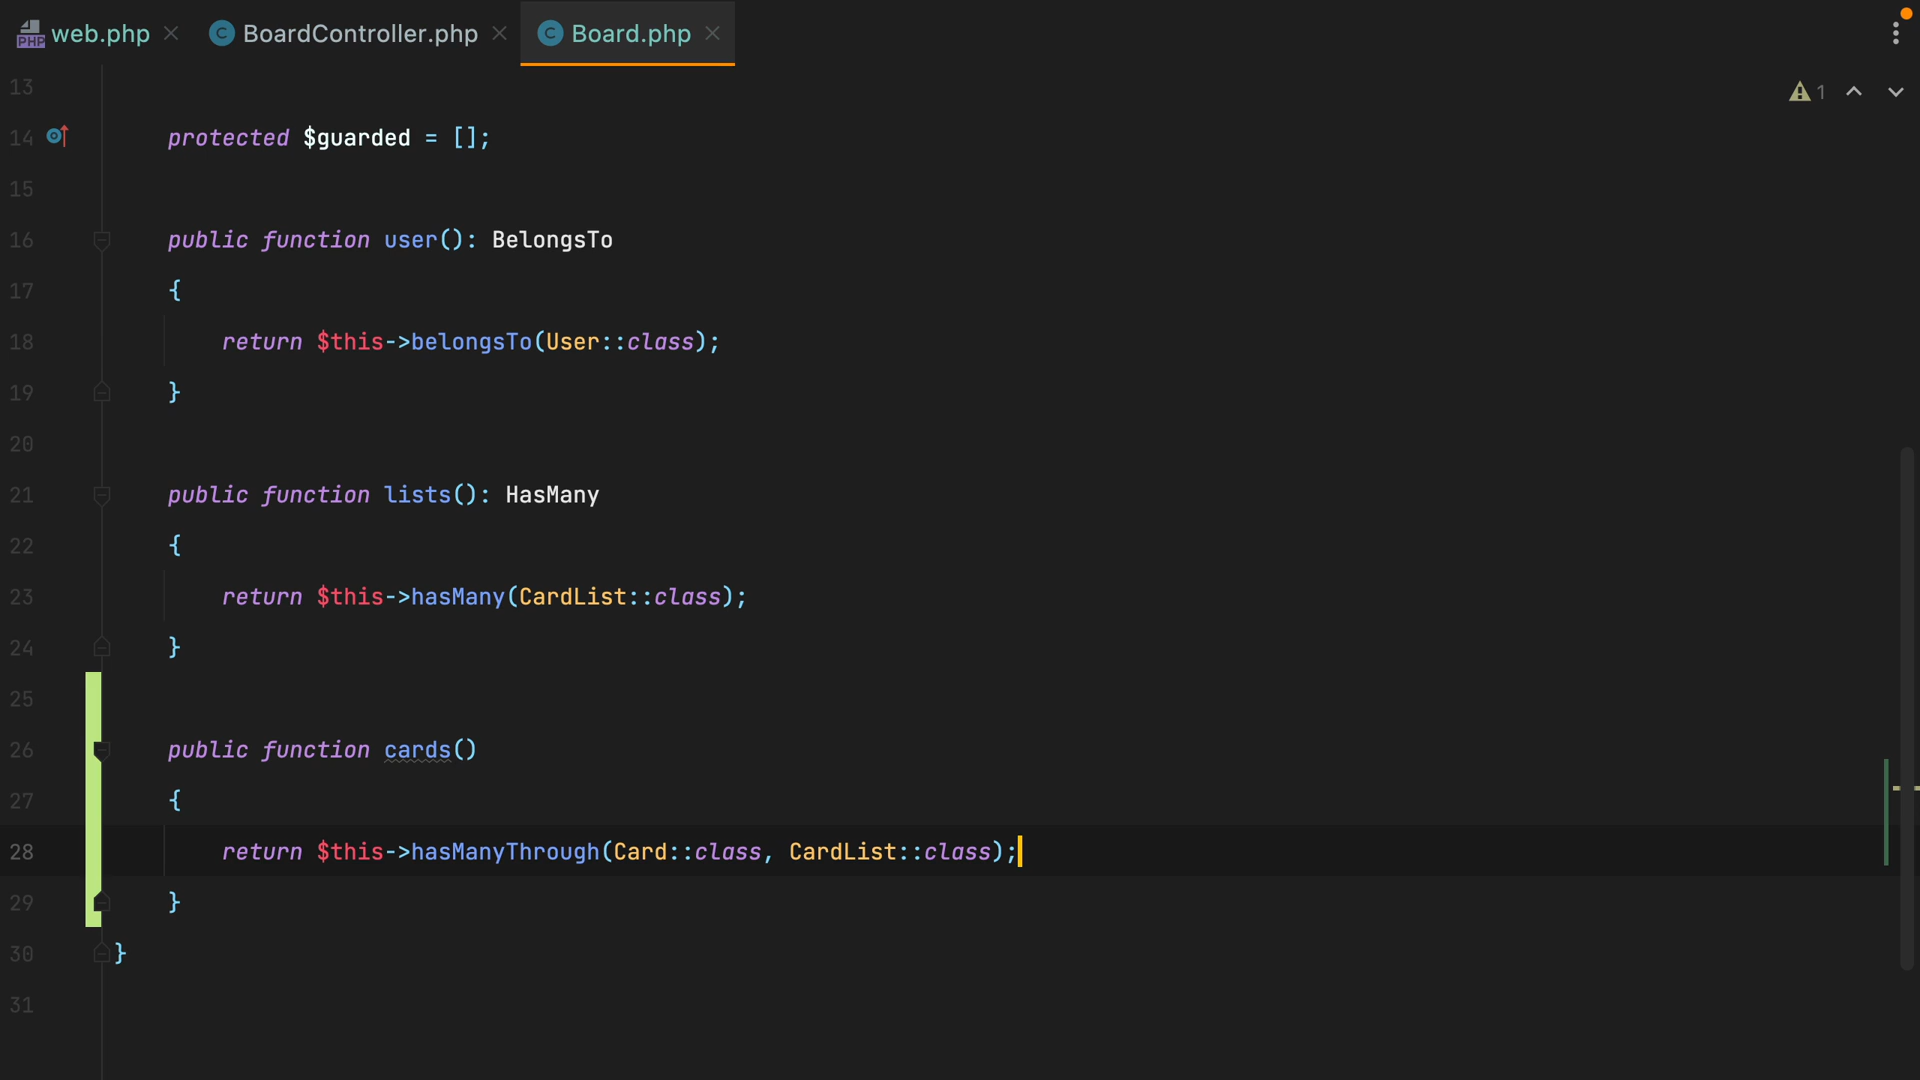 PHP web.php
C BoardController.php
C Board.php
1
13
14 protected $guarded = [];
15
16 public function user(): BelongsTo
17 {
18 return $this->belongsTo(User::class);
19 }
20
21 public function lists(): HasMany
22 {
23 return $this->hasMany(CardList::class);
24 }
25
26 public function cards()
27 {
28 return $this->hasManyThrough(Card::class, CardList::class);
29 }
30 }
31